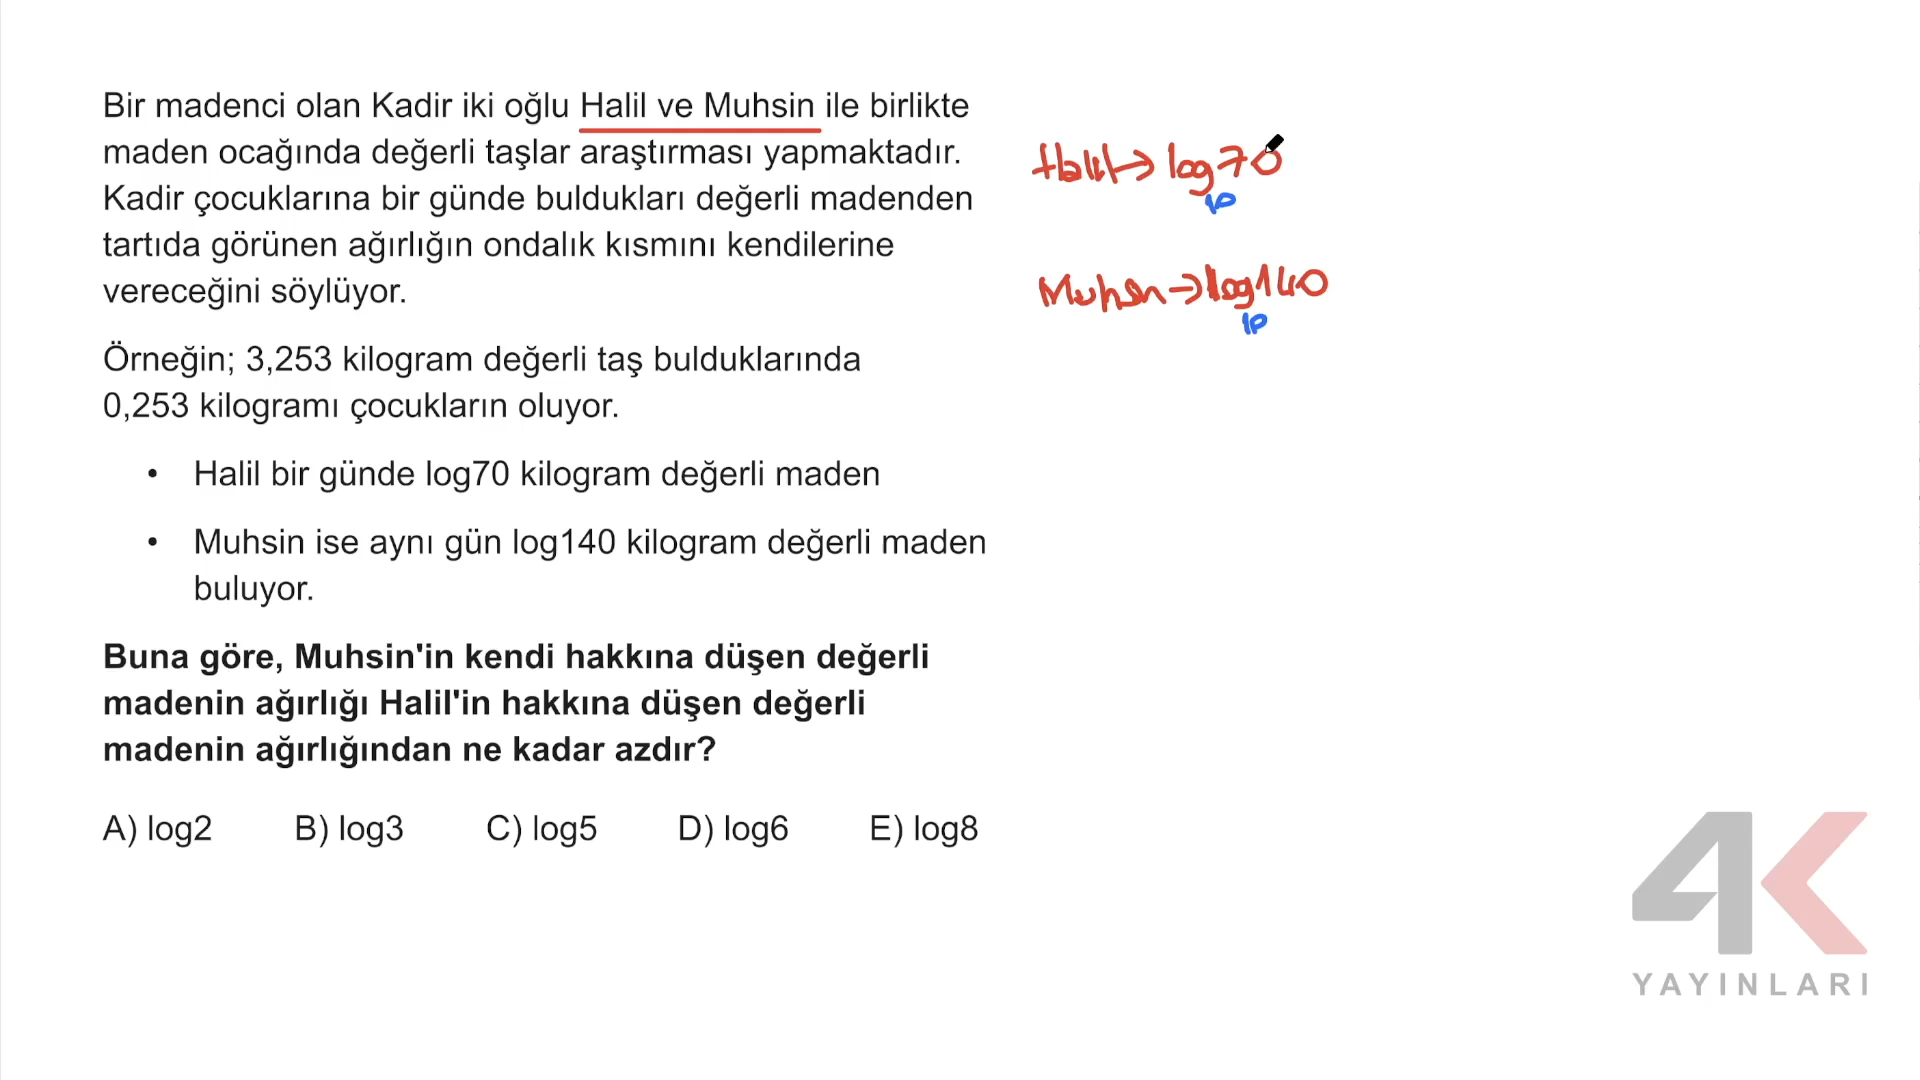 Bir madenci olan Kadir iki oğlu Halil ve Muhsin ile birlikte
maden ocağında değerli taşlar araştırması yapmaktadır.
Kadir çocuklarına bir günde buldukları değerli madenden
tartıda görünen ağırlığın ondalık kısmını kendilerine
vereceğini söylüyor.
Örneğin; 3,253 kilogram değerli taş bulduklarında
0,253 kilogramı çocukların oluyor.
• Halil bir günde log70 kilogram değerli maden
• Muhsin ise aynı gün log140 kilogram değerli maden
buluyor.
Buna göre, Muhsin'in kendi hakkına düşen değerli
madenin ağırlığı Halil'in hakkına düşen değerli
madenin ağırlığından ne kadar azdır?
A) log2 B) log3 C) log5 D) log6 E) log8
Halil→ log70
10
Muhsin→log140
10
4K
YAYINLARI